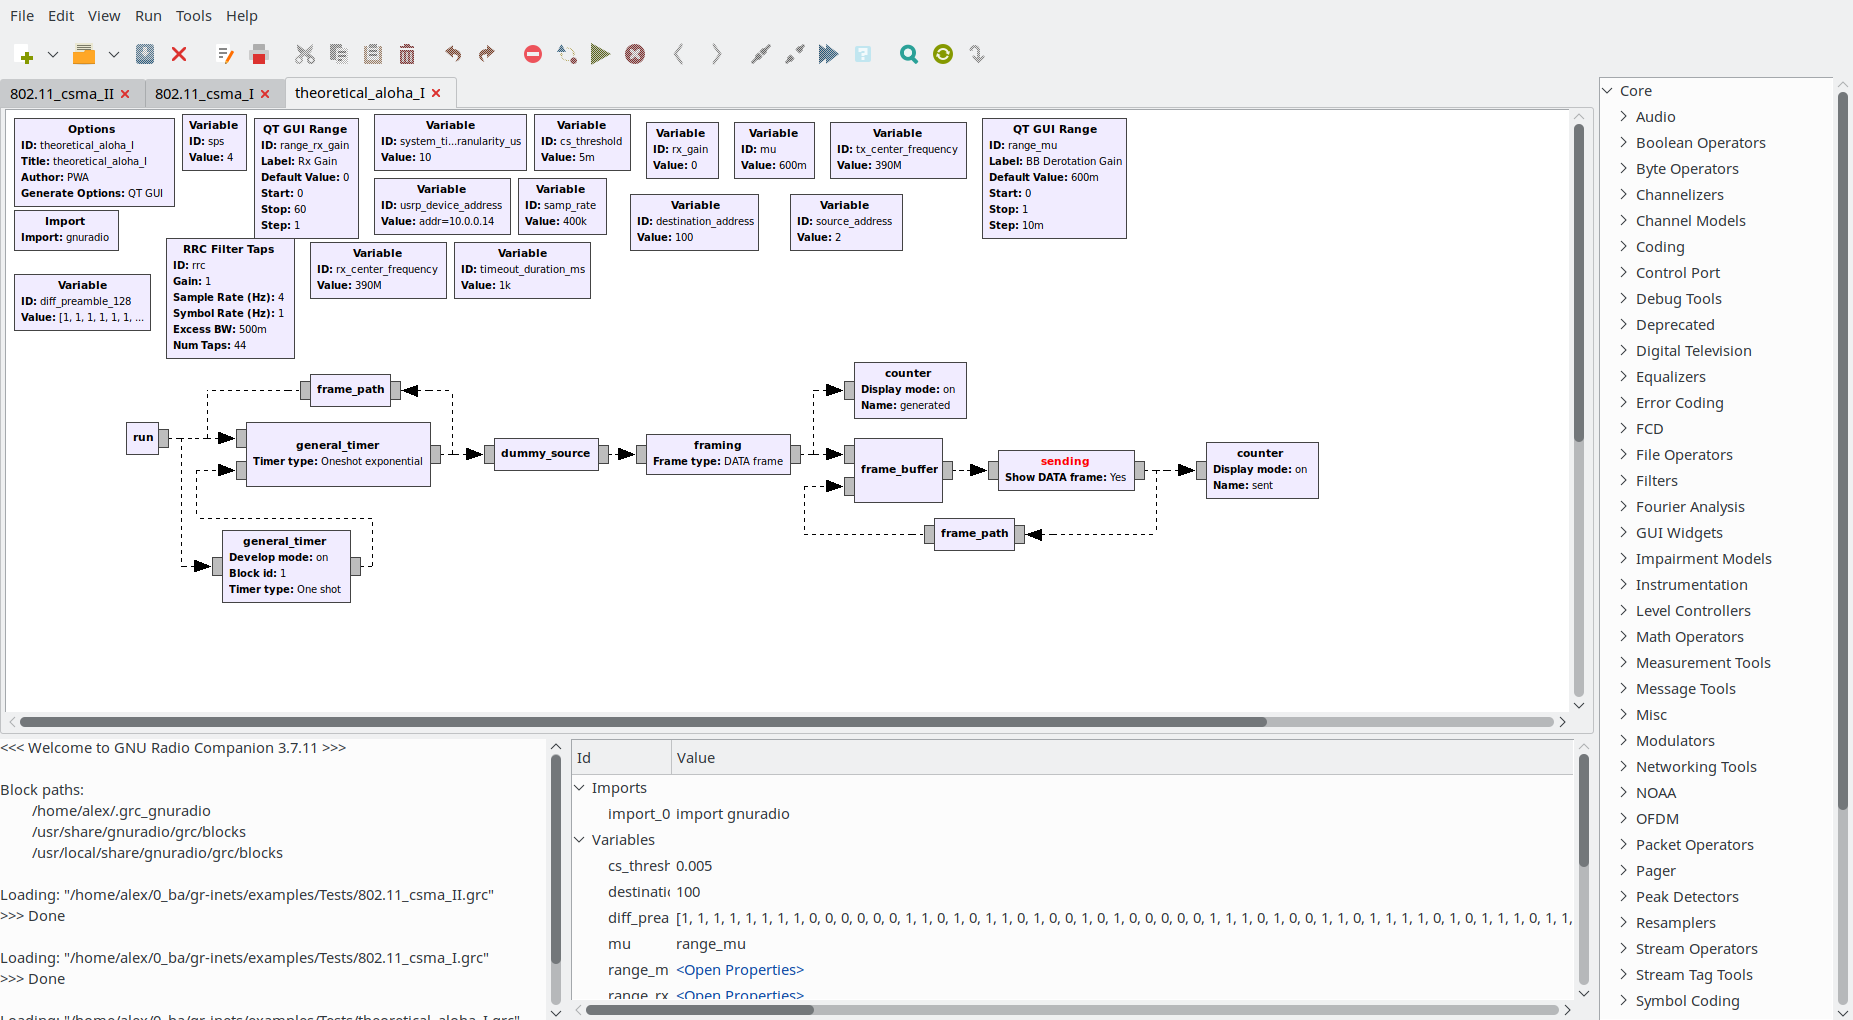 File Edit View Run Tools Help
802.11_csma_II
802.11_csma_I
theoretical_aloha_I
Options
ID: theoretical_aloha_I
Title: theoretical_aloha_I
Author: PWA
Generate Options: QT GUI
Variable
ID: sps
Value: 4
QT GUI Range
ID: range_rx_gain
Label: Rx Gain
Default Value: 0
Start: 0
Stop: 60
Step: 1
Variable
ID: system_ti...ranularity_us
Value: 10
Variable
ID: cs_threshold
Value: 5m
Variable
ID: rx_gain
Value: 0
Variable
ID: mu
Value: 600m
Variable
ID: tx_center_frequency
Value: 390M
QT GUI Range
ID: range_mu
Label: BB Derotation Gain
Default Value: 600m
Start: 0
Stop: 1
Step: 10m
Import
Import: gnuradio
Variable
ID: usrp_device_address
Value: addr=10.0.0.14
Variable
ID: samp_rate
Value: 400k
Variable
ID: destination_address
Value: 100
Variable
ID: source_address
Value: 2
Variable
ID: diff_preamble_128
Value: [1, 1, 1, 1, 1, 1, ...
RRC Filter Taps
ID: rrc
Gain: 1
Sample Rate (Hz): 4
Symbol Rate (Hz): 1
Excess BW: 500m
Num Taps: 44
Variable
ID: rx_center_frequency
Value: 390M
Variable
ID: timeout_duration_ms
Value: 1k
frame_path
run
general_timer
Timer type: Oneshot exponential
general_timer
Develop mode: on
Block id: 1
Timer type: One shot
dummy_source
framing
Frame type: DATA frame
counter
Display mode: on
Name: generated
frame_buffer
sending
Show DATA frame: Yes
frame_path
counter
Display mode: on
Name: sent
<<< Welcome to GNU Radio Companion 3.7.11 >>>
Block paths:
/home/alex/.grc_gnuradio
/usr/share/gnuradio/grc/blocks
/usr/local/share/gnuradio/grc/blocks
Loading: "/home/alex/0_ba/gr-inets/examples/Tests/802.11_csma_II.grc"
>>> Done
Loading: "/home/alex/0_ba/gr-inets/examples/Tests/802.11_csma_I.grc"
>>> Done
Loading: "/home/alex/0_ba/gr-inets/examples/Tests/theoretical_aloha_I.grc"
Id Value
Imports
import_0 import gnuradio
Variables
cs_thresh 0.005
destinatic 100
diff_prea [1, 1, 1, 1, 1, 1, 1, 1, 0, 0, 0, 0, 0, 0, 1, 1, 0, 1, 0, 1, 1, 0, 1, 0, 0, 1, 0, 1, 0, 0, 0, 0, 0, 1, 1, 1, 0, 1, 0, 0, 1, 1, 0, 1, 1, 1, 1, 0, 1, 0, 1, 1, 1, 0, 1, 1,
mu range_mu
range_m <Open Properties>
range_rx <Open Properties>
Core
Audio
Boolean Operators
Byte Operators
Channelizers
Channel Models
Coding
Control Port
Debug Tools
Deprecated
Digital Television
Equalizers
Error Coding
FCD
File Operators
Filters
Fourier Analysis
GUI Widgets
Impairment Models
Instrumentation
Level Controllers
Math Operators
Measurement Tools
Message Tools
Misc
Modulators
Networking Tools
NOAA
OFDM
Packet Operators
Pager
Peak Detectors
Resamplers
Stream Operators
Stream Tag Tools
Symbol Coding